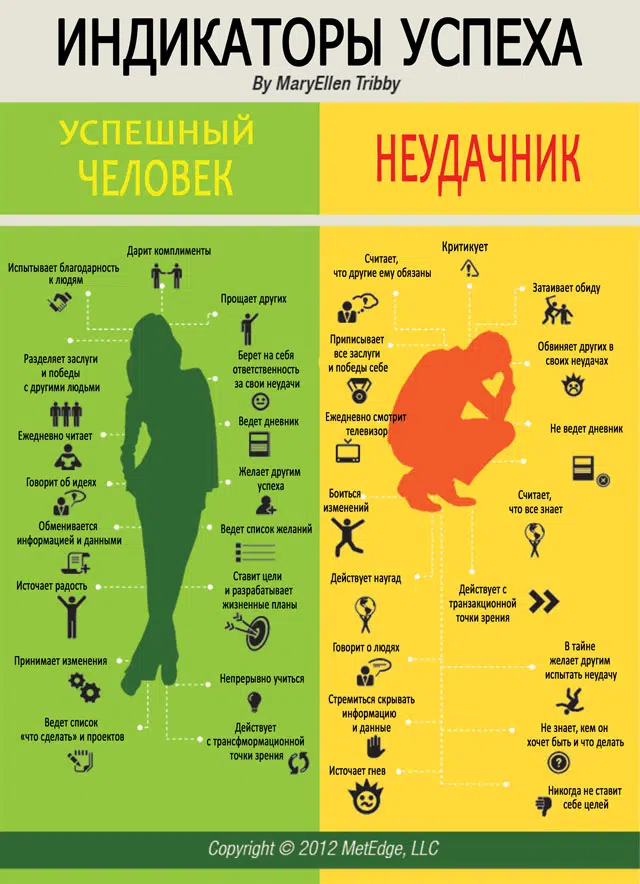 ИНДИКАТОРЫ УСПЕХА
By MaryEllen Tribby
УСПЕШНЫЙ
ЧЕЛОВЕК
НЕУДАЧНИК
Дарит комплименты
Испытывает благодарность
к людям
Прощает других
Разделяет заслуги
и победы
с другими людьми
Берет на себя
ответственность
за свои неудачи
Ежедневно читает
Ведет дневник
Говорит об идеях
Желает другим
успеха
Обменивается
информацией и данными
Ведет список желаний
Источает радость
Ставит цели
и разрабатывает
жизненные планы
Принимает изменения
Непрерывно учиться
Ведет список
«что сделать» и проектов
Действует
с трансфмормационной
точки зрения
Критикует
Считает,
что другие ему обязаны
Затаивает обиду
Приписывает
все заслуги
и победы себе
Обвиняет других в
своих неудачах
Ежедневно смотрит
телевизор
Не ведет дневник
Боиться
изменений
Считает,
что все знает
Действует наугад
Действует с
транзакционной
точки зрения
Говорит о людях
В тайне
желает другим
испытать неудачу
Стремиться скрывать
информацию
и данные
Не знает, кем он
хочет быть и что делать
Источает гнев
Никогда не ставит
себе целей
Copyright © 2012 MetEdge, LLC